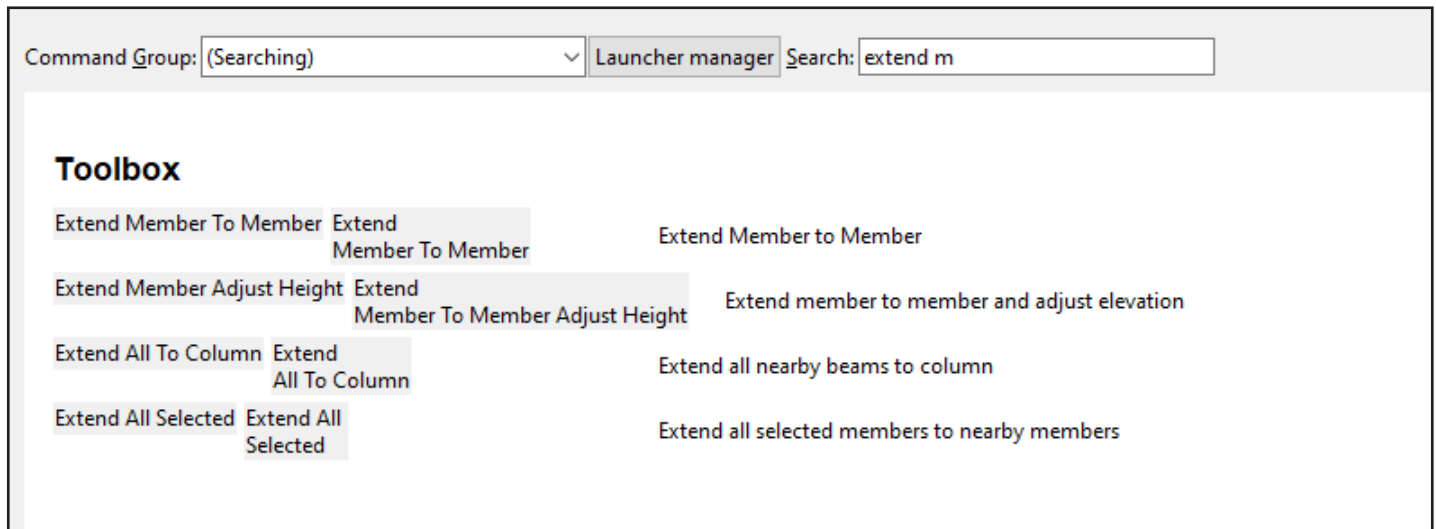 Command Group: (Searching) Launcher manager Search: extend m
Toolbox
Extend Member To Member Extend
Member To Member
Extend Member to Member
Extend Member Adjust Height Extend
Member To Member Adjust Height
Extend member to member and adjust elevation
Extend All To Column Extend
All To Column
Extend all nearby beams to column
Extend All Selected Extend All
Selected
Extend all selected members to nearby members